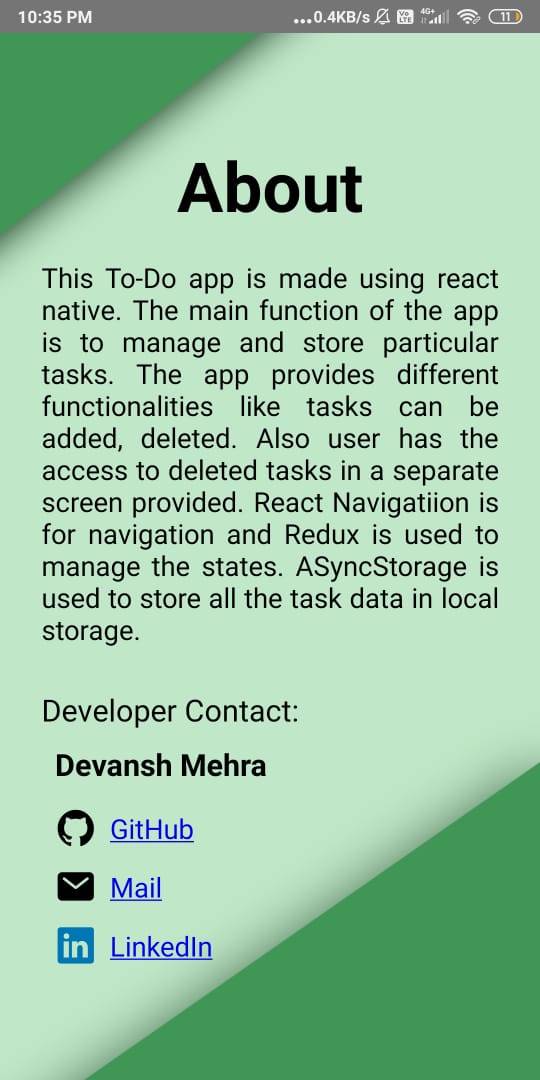 10:35 PM ...0.4KB/s Vo LTE 4G+ 11
About
This To-Do app is made using react
native. The main function of the app
is to manage and store particular
tasks. The app provides different
functionalities like tasks can be
added, deleted. Also user has the
access to deleted tasks in a separate
screen provided. React Navigatiion is
for navigation and Redux is used to
manage the states. ASyncStorage is
used to store all the task data in local
storage.
Developer Contact:
Devansh Mehra
GitHub
Mail
in LinkedIn